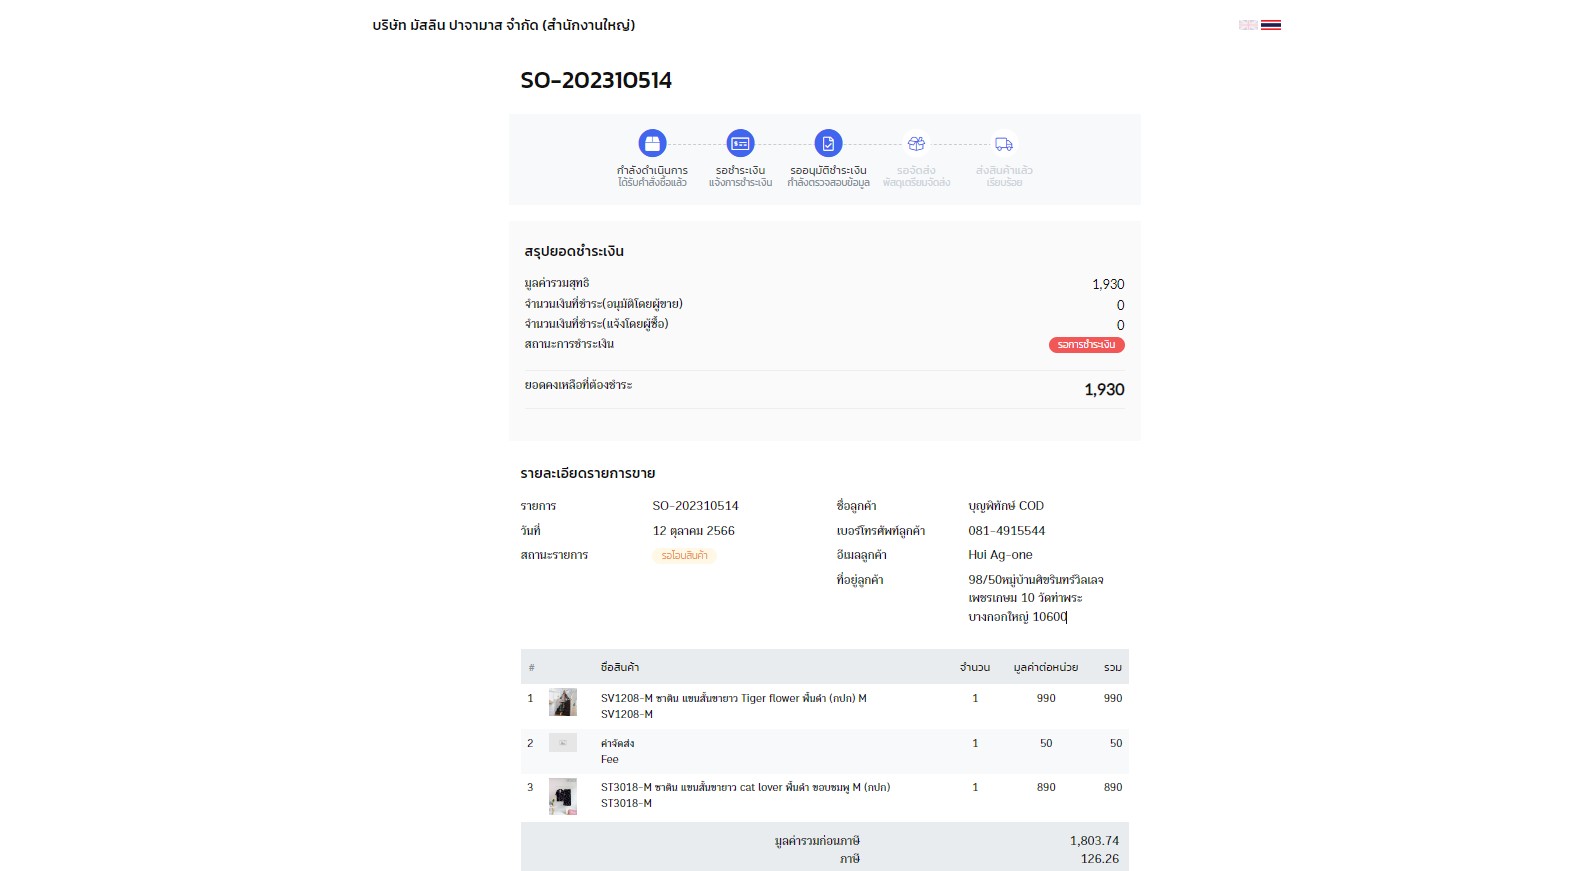 บริษัท มัสลิน ปาจามาส จำกัด (สำนักงานใหญ่)
SO-202310514
กำลังดำเนินการ
ได้รับคำสั่งซื้อแล้ว
รอชำระเงิน
แจ้งการชำระเงิน
รออนุมัติชำระเงิน
กำลังตรวจสอบข้อมูล
รอจัดส่ง
พัสดุเตรียมจัดส่ง
ส่งสินค้าแล้ว
เรียบร้อย
สรุปยอดชำระเงิน
มูลค่ารวมสุทธิ 1,930
จำนวนเงินที่ชำระ(อนุมัติโดยผู้ขาย) 0
จำนวนเงินที่ชำระ(แจ้งโดยผู้ซื้อ) 0
สถานะการชำระเงิน รอการชำระเงิน
ยอดคงเหลือที่ต้องชำระ 1,930
รายละเอียดรายการขาย
รายการ SO-202310514 ชื่อลูกค้า บุญพิทักษ์ COD
วันที่ 12 ตุลาคม 2566 เบอร์โทรศัพท์ลูกค้า 081-4915544
สถานะรายการ รอโอนสินค้า อีเมลลูกค้า Hui Ag-one
ที่อยู่ลูกค้า 98/50หมู่บ้านศิขรินทร์วิลเลจ
เพชรเกษม 10 วัดท่าพระ
บางกอกใหญ่ 10600
# ชื่อสินค้า จำนวน มูลค่าต่อหน่วย รวม
1 SV1208-M ซาติน แขนสั้นขายาว Tiger flower พื้นดำ (กปก) M 1 990 990
SV1208-M
2 ค่าจัดส่ง 1 50 50
Fee
3 ST3018-M ซาติน แขนสั้นขายาว cat lover พื้นดำ ขอบชมพู M (กปก) 1 890 890
ST3018-M
มูลค่ารวมก่อนภาษี 1,803.74
ภาษี 126.26